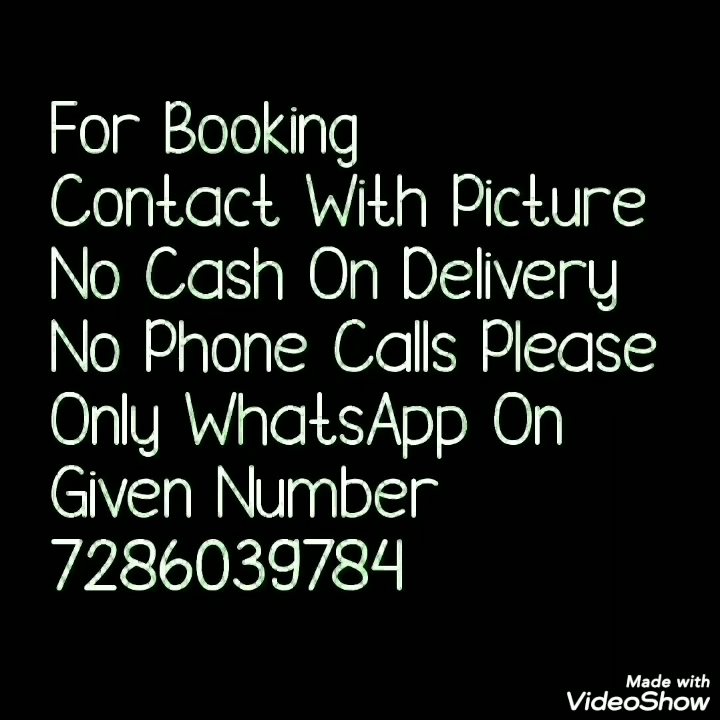 For Booking
Contact With Picture
No Cash On Delivery
No Phone Calls Please
Only WhatsApp On
Given Number
7286039784
Made with
VideoShow